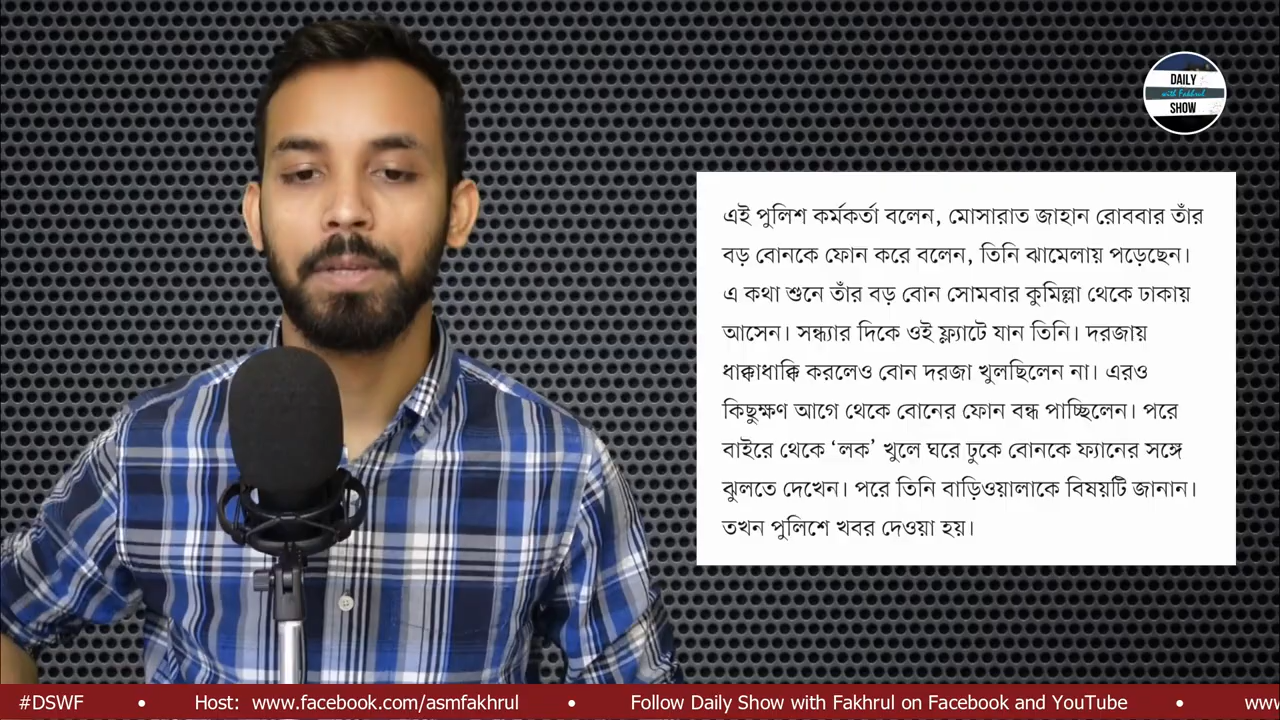 DAILY
with Fakhrul
SHOW
এই পুলিশ কর্মকর্তা বলেন, মোসারাত জাহান রোববার তাঁর
বড় বোনকে ফোন করে বলেন, তিনি ঝামেলায় পড়েছেন।
এ কথা শুনে তাঁর বড় বোন সোমবার কুমিল্লা থেকে ঢাকায়
আসেন। সন্ধ্যার দিকে ওই ফ্ল্যাটে যান তিনি। দরজায়
ধাক্কাধাক্কি করলেও বোন দরজা খুলছিলেন না। এরও
কিছুক্ষণ আগে থেকে বোনের ফোন বন্ধ পাচ্ছিলেন। পরে
বাইরে থেকে ‘লক’ খুলে ঘরে ঢুকে বোনকে ফ্যানের সঙ্গে
ঝুলতে দেখেন। পরে তিনি বাড়িওয়ালাকে বিষয়টি জানান।
তখন পুলিশে খবর দেওয়া হয়।
#DSWF • Host: www.facebook.com/asmfakhrul • Follow Daily Show with Fakhrul on Facebook and YouTube •